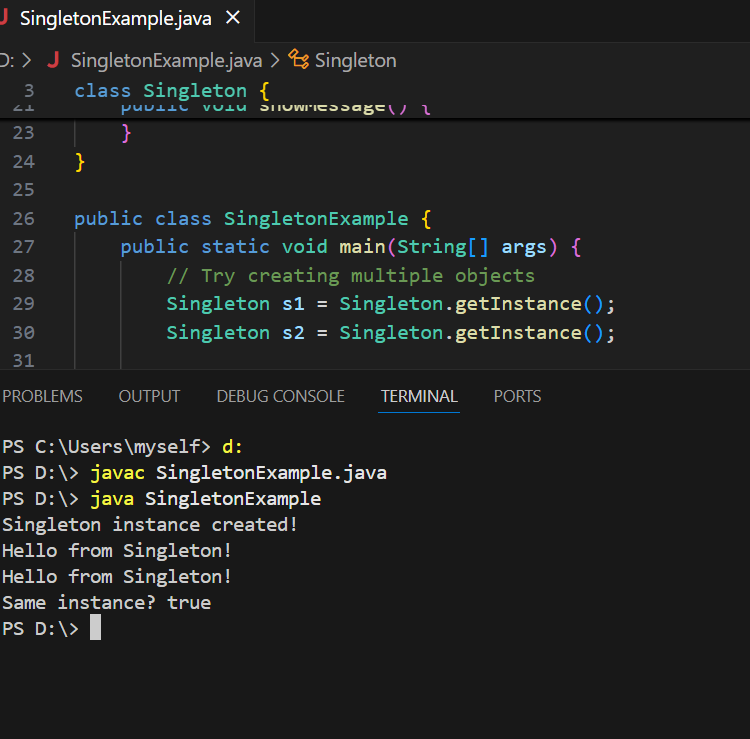 SingletonExample.java
D: > SingletonExample.java > Singleton
3 class Singleton {
21 public void showMessage() {
23 }
24 }
25
26 public class SingletonExample {
27 public static void main(String[] args) {
28 // Try creating multiple objects
29 Singleton s1 = Singleton.getInstance();
30 Singleton s2 = Singleton.getInstance();
31
PROBLEMS OUTPUT DEBUG CONSOLE TERMINAL PORTS
PS C:\Users\myself> d:
PS D:\> javac SingletonExample.java
PS D:\> java SingletonExample
Singleton instance created!
Hello from Singleton!
Hello from Singleton!
Same instance? true
PS D:\>